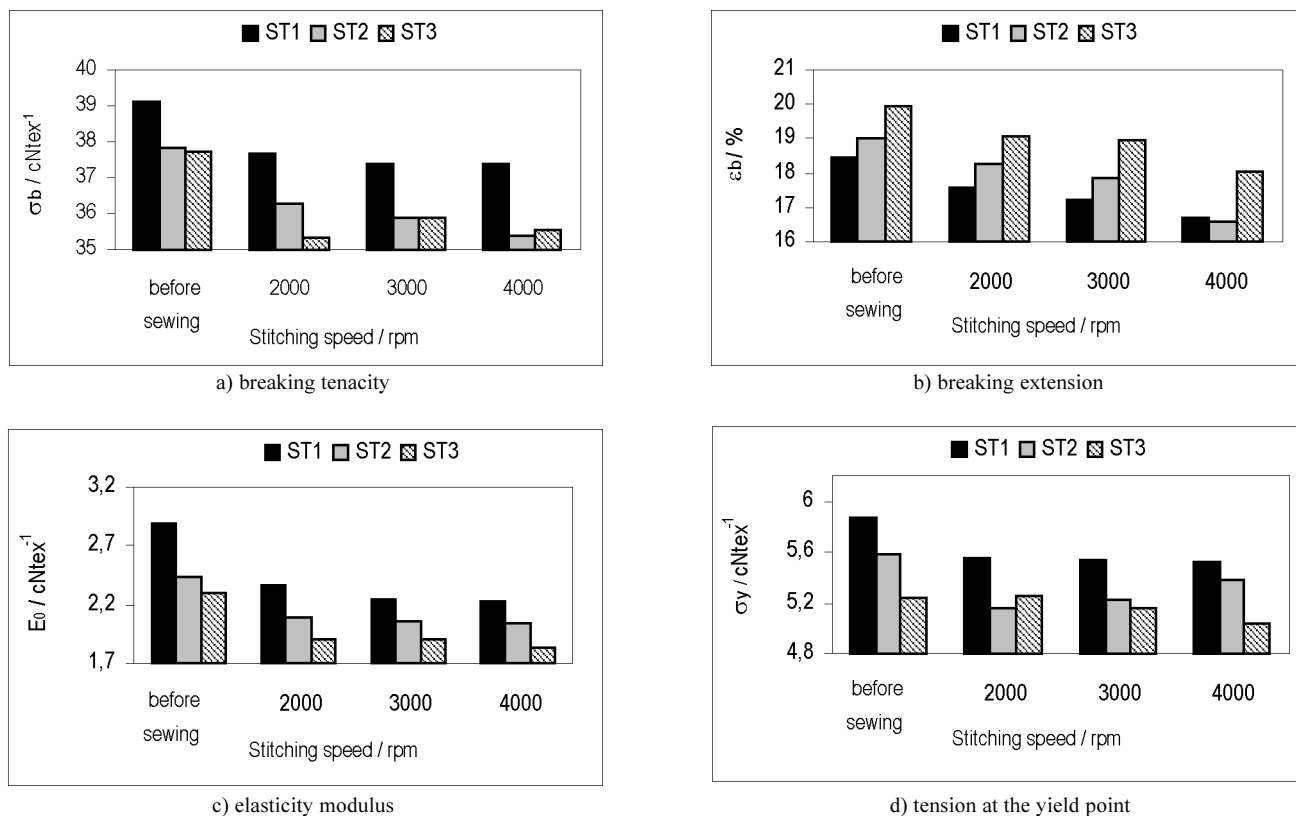 ST1 ST2 ST3
40
39
38
37
36
35
σb / cNtex-1
before sewing
2000
3000
4000
Stitching speed / rpm
a) breaking tenacity
ST1 ST2 ST3
21
20
19
18
17
16
εb / %
before sewing
2000
3000
4000
Stitching speed / rpm
b) breaking extension
ST1 ST2 ST3
3,2
2,7
2,2
1,7
E0 / cNtex-1
before sewing
2000
3000
4000
Stitching speed / rpm
c) elasticity modulus
ST1 ST2 ST3
6
5,6
5,2
4,8
σy / cNtex-1
before sewing
2000
3000
4000
Stitching speed / rpm
d) tension at the yield point